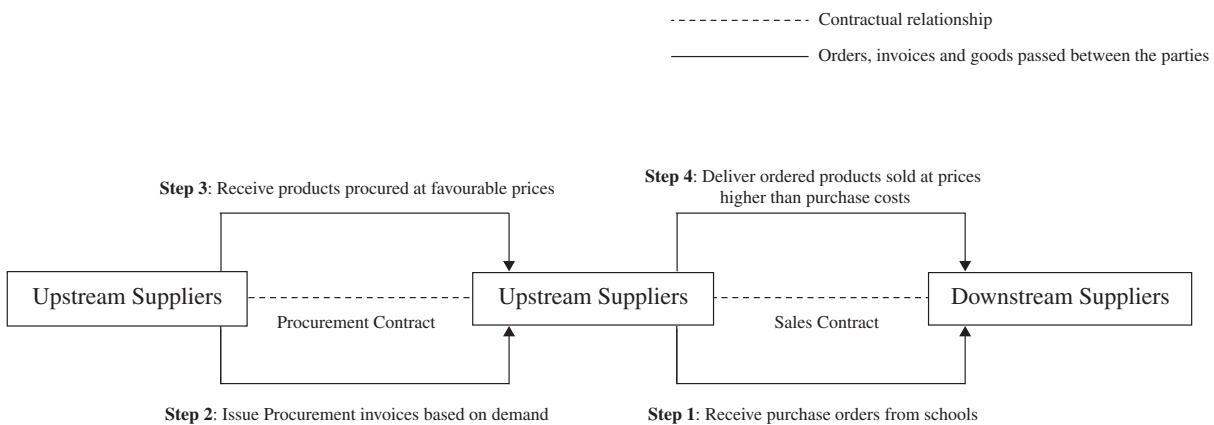 Contractual relationship
Orders, invoices and goods passed between the parties
Step 3: Receive products procured at favourable prices
Step 4: Deliver ordered products sold at prices
higher than purchase costs
Upstream Suppliers
Upstream Suppliers
Downstream Suppliers
Procurement Contract
Sales Contract
Step 2: Issue Procurement invoices based on demand
Step 1: Receive purchase orders from schools